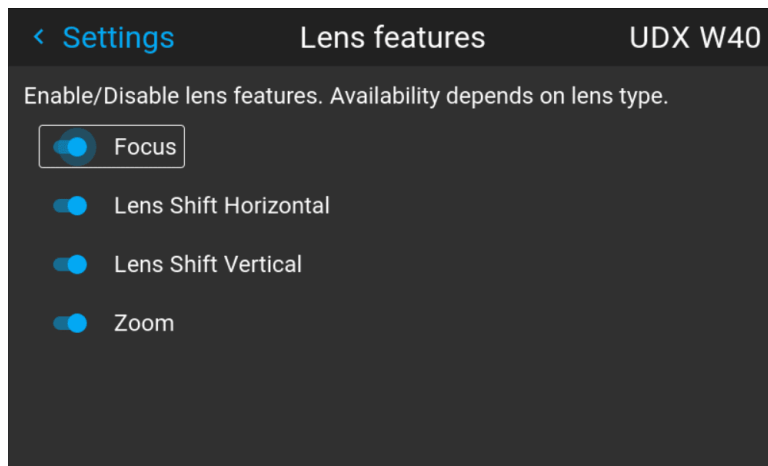 Settings
Lens features
UDX W40
Enable/Disable lens features. Availability depends on lens type.
Focus
Lens Shift Horizontal
Lens Shift Vertical
Zoom